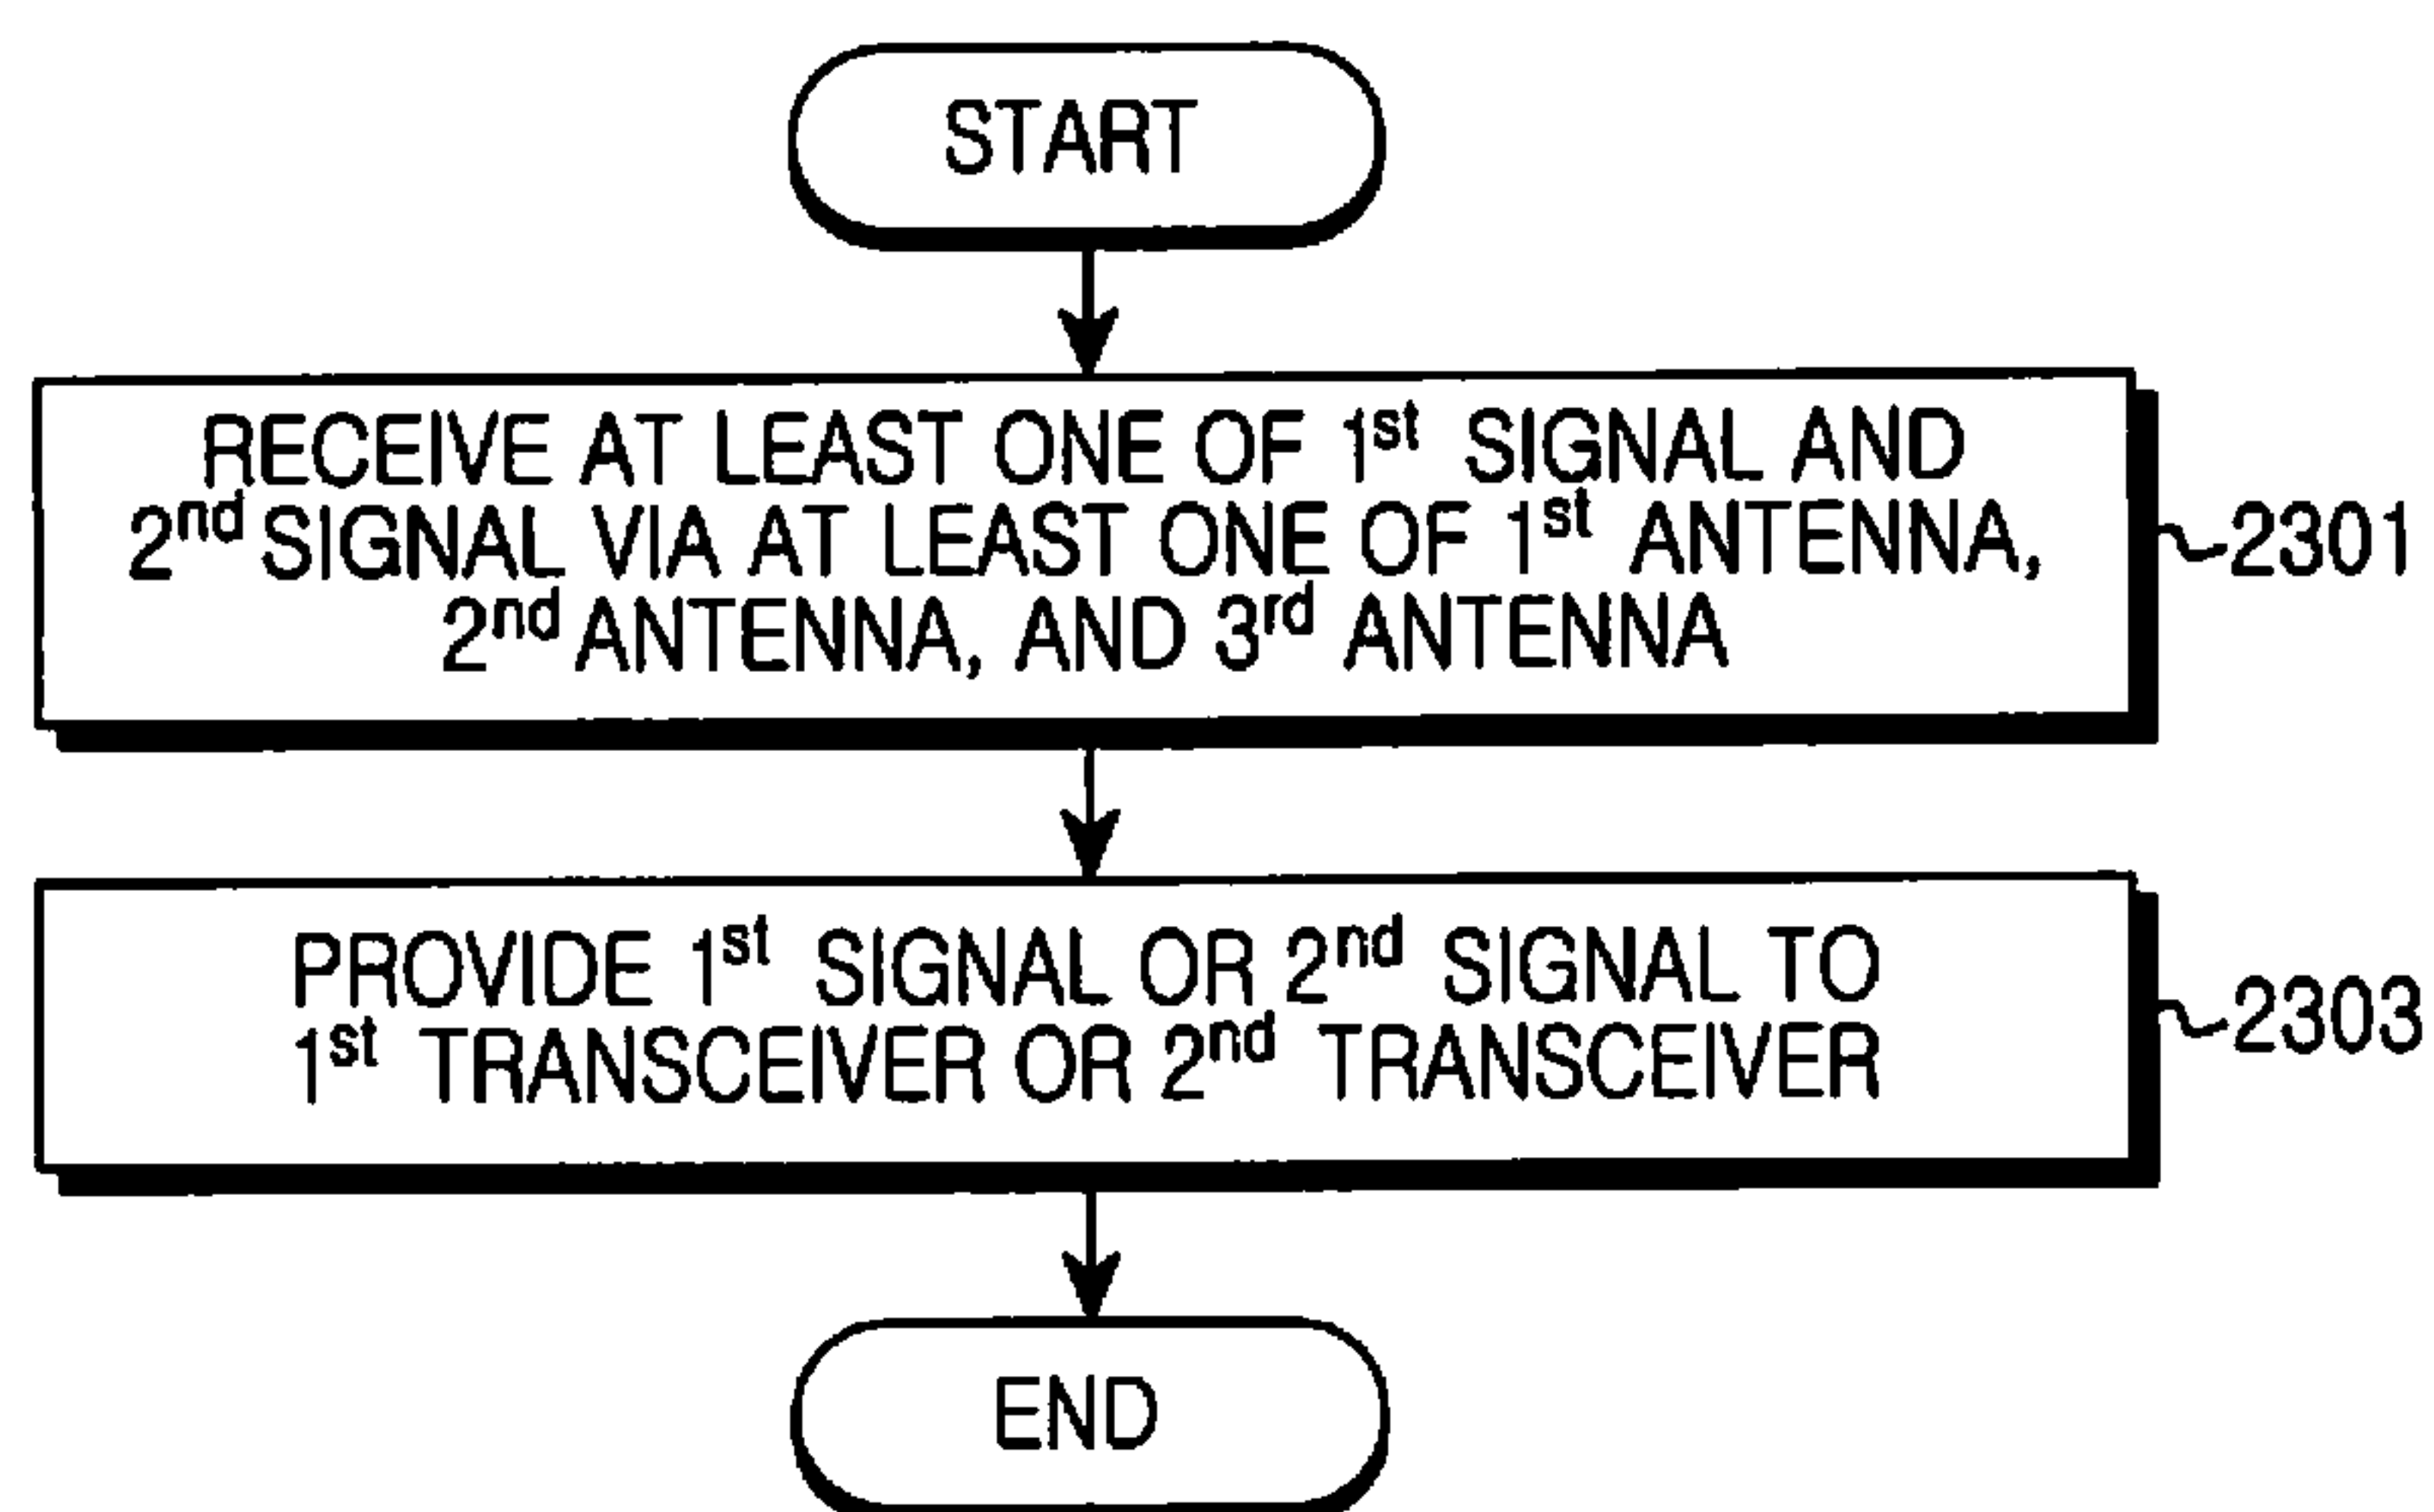 START
RECEIVE AT LEAST ONE OF 1st SIGNAL AND
2nd SIGNAL VIA AT LEAST ONE OF 1st ANTENNA,
2nd ANTENNA, AND 3rd ANTENNA
2301
PROVIDE 1st SIGNAL OR 2nd SIGNAL TO
1st TRANSCEIVER OR 2nd TRANSCEIVER
2303
END